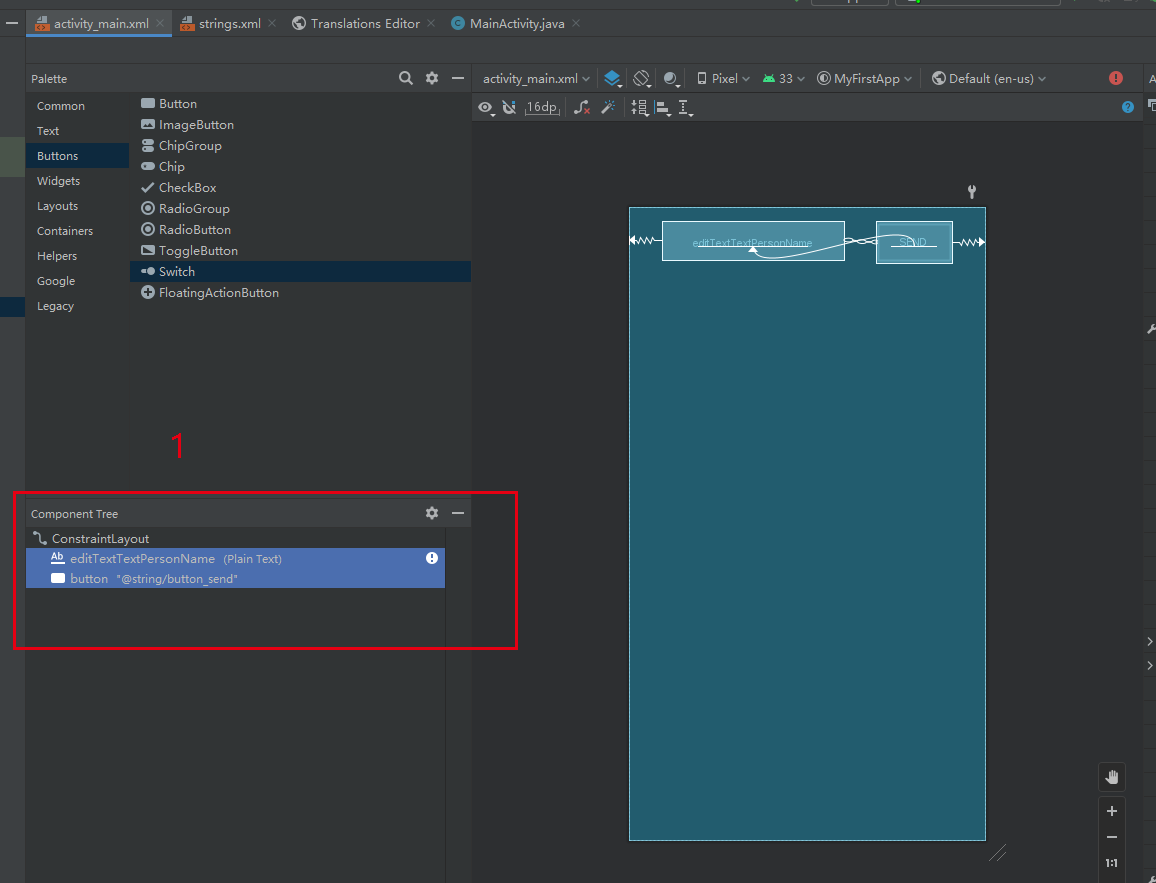 activity_main.xml strings.xml Translations Editor MainActivity.java
Palette
Common
Text
Buttons
Widgets
Layouts
Containers
Helpers
Google
Legacy
Button
ImageButton
ChipGroup
Chip
CheckBox
RadioGroup
RadioButton
ToggleButton
Switch
FloatingActionButton
activity_main.xml Pixel 33 MyFirstApp Default (en-us) A
16dp
editTextTextPersonName SEND
1
Component Tree
ConstraintLayout
Ab editTextTextPersonName (Plain Text)
button "@string/button_send"
1:1